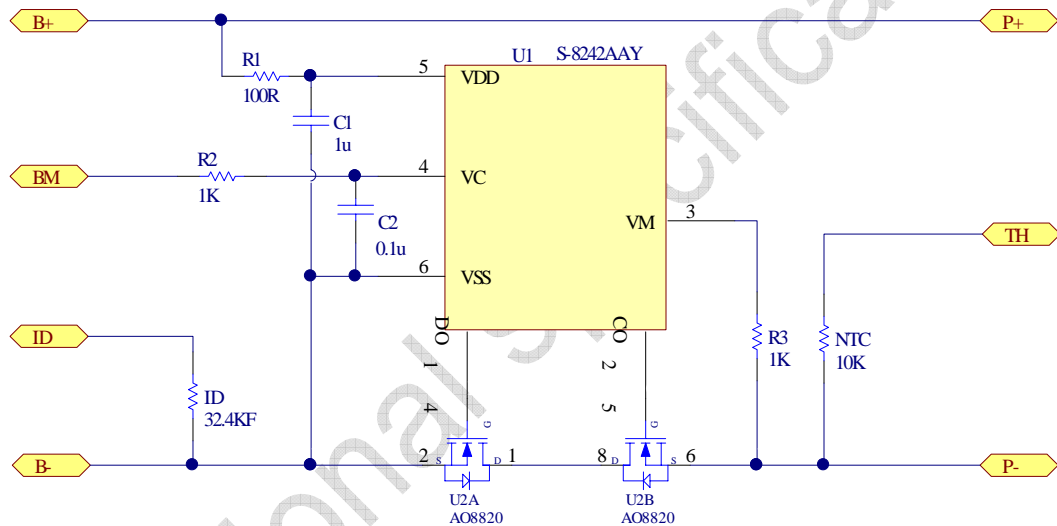 B+
P+
R1
100R
U1 S-8242AAY
5 VDD
C1
1u
BM
R2
1K
4 VC
C2
0.1u
VM 3
TH
6 VSS
DO
CO
ID
1
2
R3
1K
NTC
10K
ID
32.4KF
4
5
G
G
B-
2 S D 1
8 D S 6
P-
U2A
AO8820
U2B
AO8820